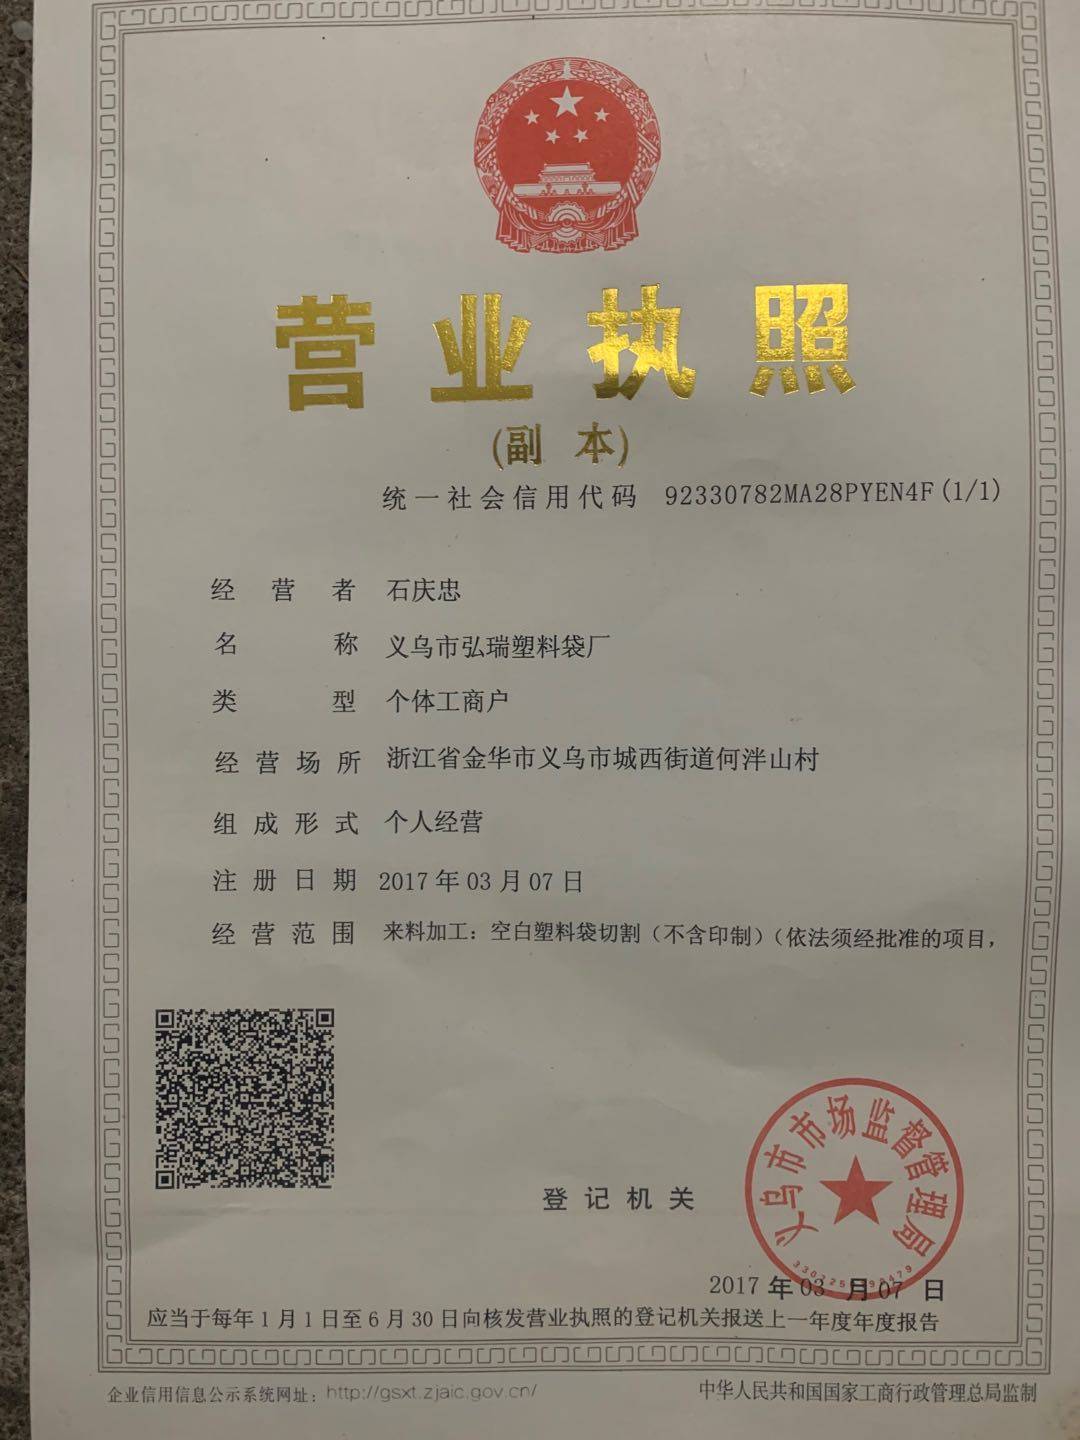 营业执照
(副本)
统一社会信用代码 92330782MA28PYEN4F(1/1)
经营者 石庆忠
名称 义乌市弘瑞塑料袋厂
类型 个体工商户
经营场所 浙江省金华市义乌市城西街道何泮山村
组成形式 个人经营
注册日期 2017年03月07日
经营范围 来料加工：空白塑料袋切割（不含印制）（依法须经批准的项目，
登记机关
义乌市市场监督管理局
2017年03月07日
应当于每年1月1日至6月30日向核发营业执照的登记机关报送上一年度年度报告
企业信用信息公示系统网址：http://gsxt.zjaic.gov.cn/
中华人民共和国国家工商行政管理总局监制